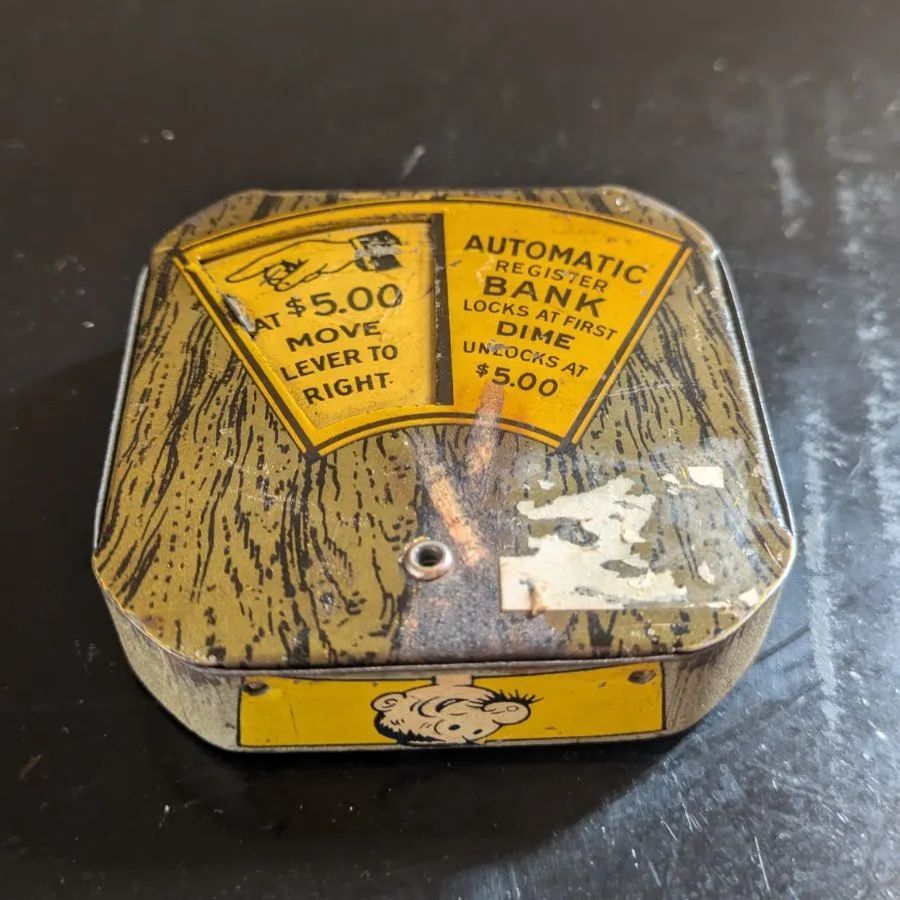 AT $5.00
MOVE
LEVER TO
RIGHT.
AUTOMATIC
REGISTER
BANK
LOCKS AT FIRST
DIME
UNLOCKS AT
$5.00